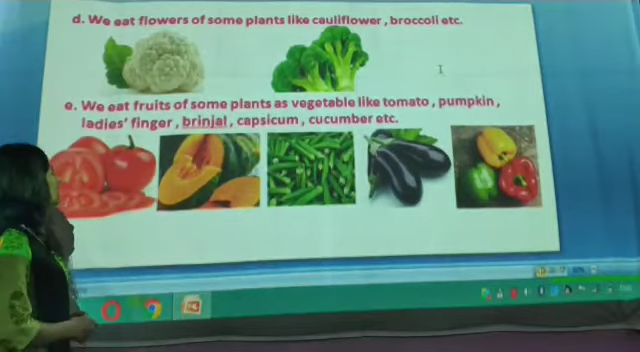 d. We eat flowers of some plants like cauliflower , broccoli etc.
e. We eat fruits of some plants as vegetable like tomato , pumpkin ,
ladies' finger , brinjal , capsicum , cucumber etc.